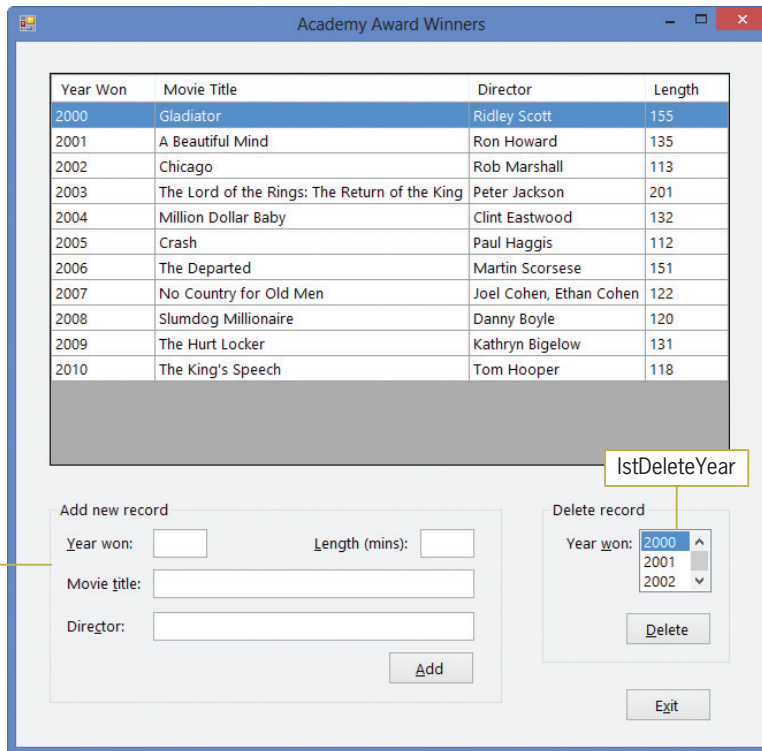 Academy Award Winners
Year Won Movie Title Director Length
2000 Gladiator Ridley Scott 155
2001 A Beautiful Mind Ron Howard 135
2002 Chicago Rob Marshall 113
2003 The Lord of the Rings: The Return of the King Peter Jackson 201
2004 Million Dollar Baby Clint Eastwood 132
2005 Crash Paul Haggis 112
2006 The Departed Martin Scorsese 151
2007 No Country for Old Men Joel Cohen, Ethan Cohen 122
2008 Slumdog Millionaire Danny Boyle 120
2009 The Hurt Locker Kathryn Bigelow 131
2010 The King's Speech Tom Hooper 118
lstDeleteYear
Add new record
Year won: Length (mins):
Movie title:
Director:
Add
Delete record
Year won: 2000
2001
2002
Delete
Exit